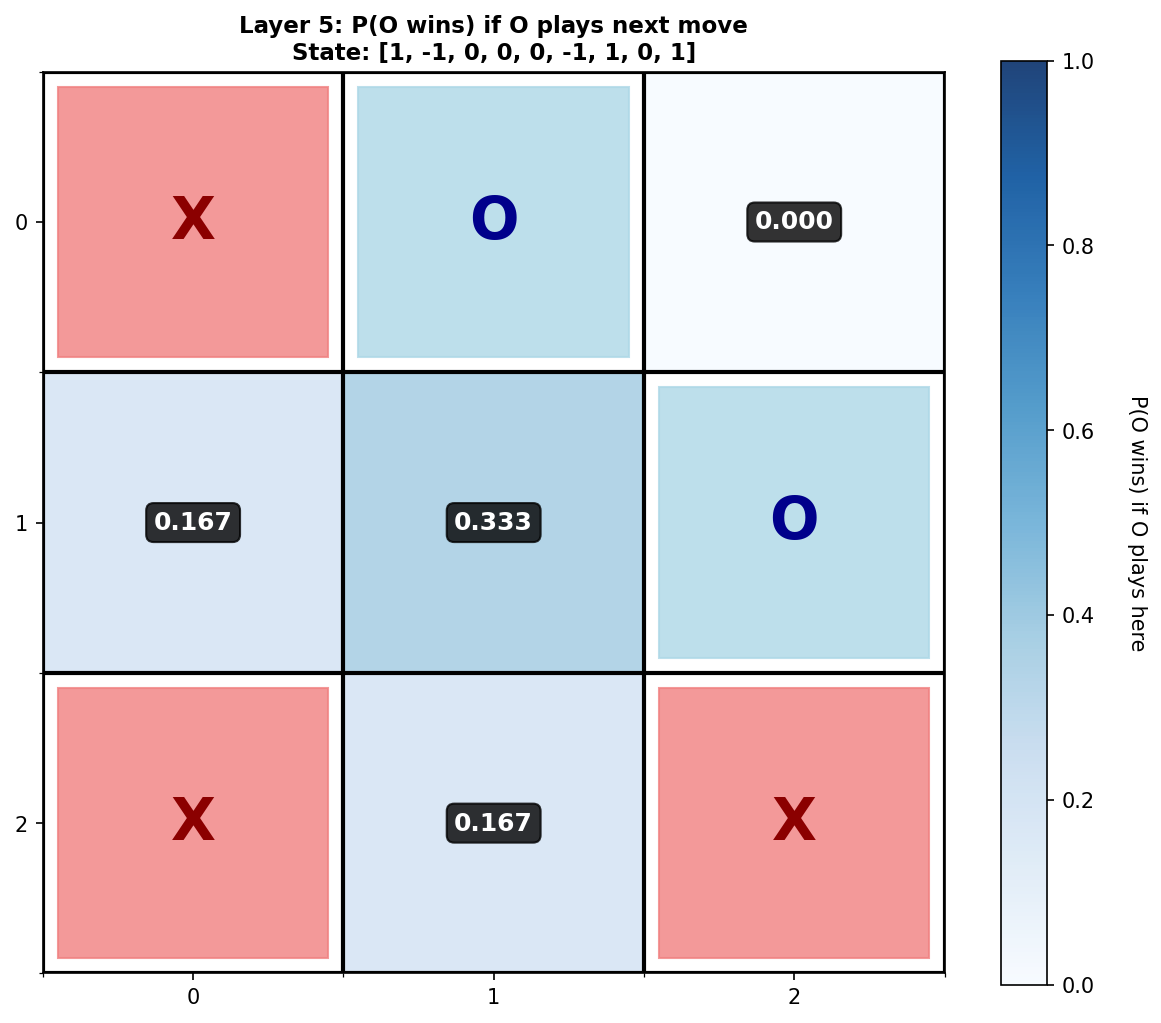 Layer 5: P(O wins) if O plays next move
State: [1, -1, 0, 0, 0, -1, 1, 0, 1]
1.0
0.8
0.6
0.4
0.2
0.0
P(O wins) if O plays here
0
X
O
0.000
1
0.167
0.333
O
2
X
0.167
X
0
1
2